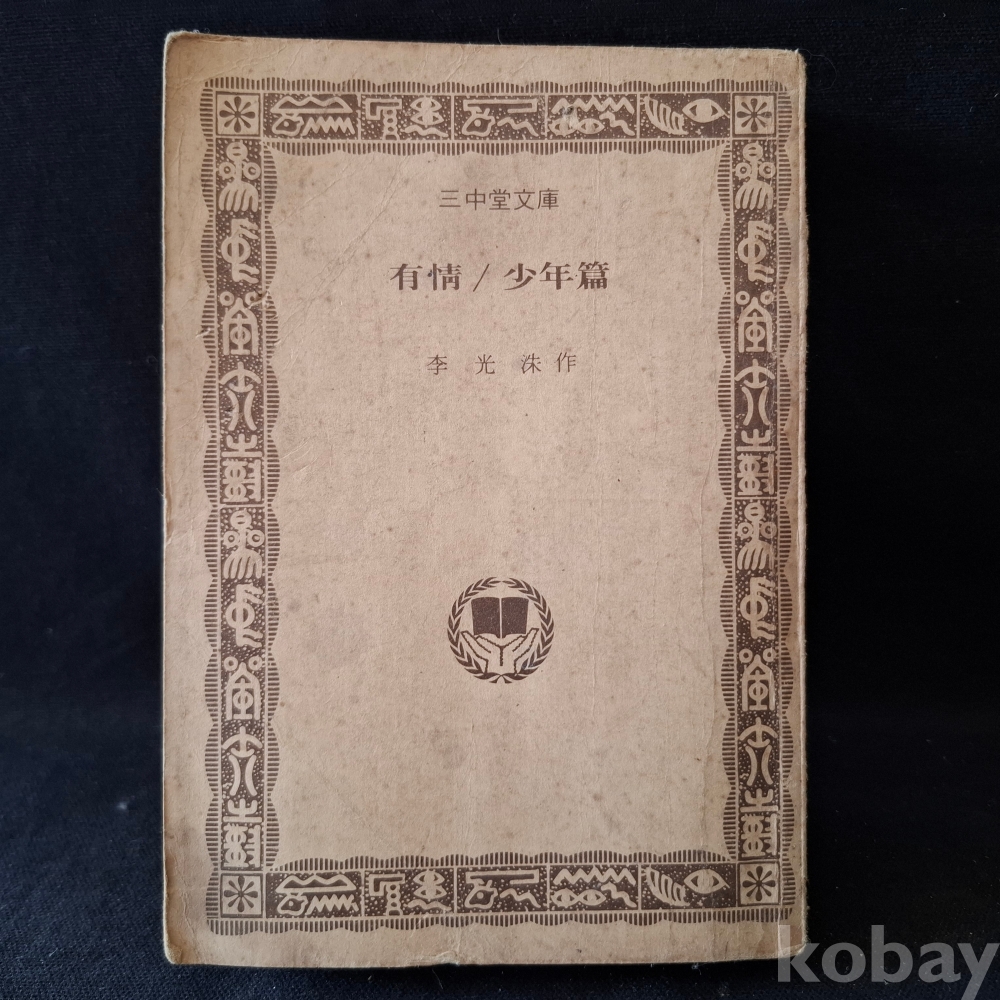 三中堂文庫
有情 / 少年篇
李光洙 作
kobay